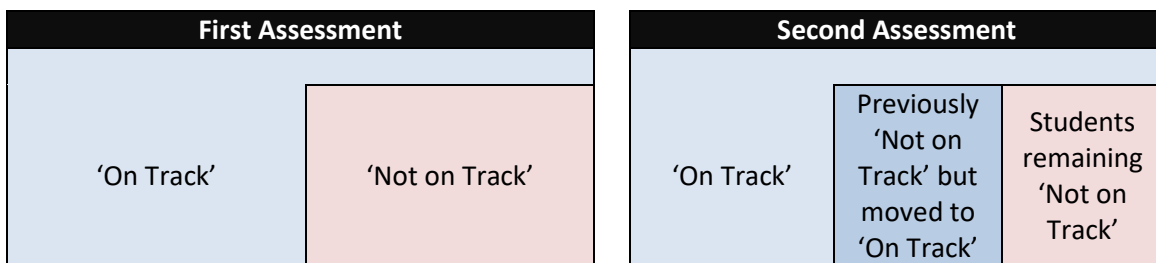 First Assessment
‘On Track’
‘Not on Track’
Second Assessment
‘On Track’
Previously
‘Not on
Track’ but
moved to
‘On Track’
Students
remaining
‘Not on
Track’